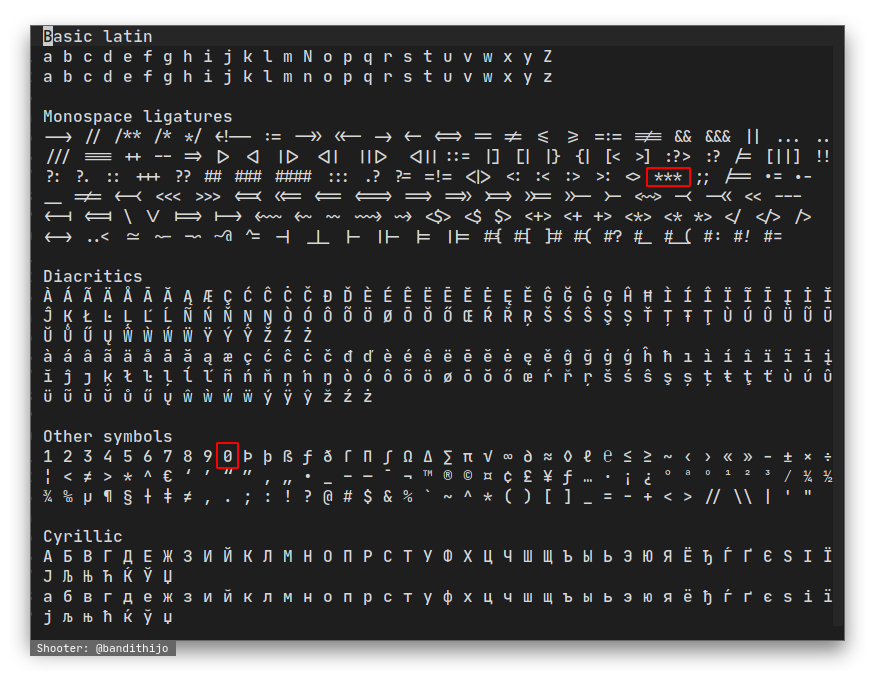 Basic latin
a b c d e f g h i j k l m N o p q r s t u v w x y Z
a b c d e f g h i j k l m n o p q r s t u v w x y z
Monospace ligatures
--> // /** /* */ <!-- := ->> <<- -> <- <=> == != <= >= =:= !== && &&& || ... ..
/// === ++ -- => |> <| ||> <|| |||> <||| ::= |] [| |} {| [< >] :?> :? /= [||] !!
?: ?. :: +++ ?? ## ### #### ::: .? ?= =!= <|> <: :< :> >: <> *** ;; /== .= .-
__ =/= <-< <<< >>> <=< <<= <== <==> ==> =>> >=> >>= >>- >- <~> -< -<< << ---
<-| <=| \ \/ |=> |-> <~~ <~ ~~ ~~> ~> <$> <$ $> <+> <+ +> <*> <* *> </ </> />
<-> ..< ~= ~- -~ ~@ ^= -| _|_ |- ||- |= ||= #{ #[ ]# #( #? #_ #_( #: #! #=
Diacritics
À Á Ã Ä Å Ā Ă Ą Æ Ç Ć Ĉ Ċ Č Đ Ď È É Ê Ë Ē Ĕ Ė Ę Ě Ĝ Ğ Ġ Ģ Ĥ Ħ Ì Í Î Ï Ĩ Ī Į İ Ĭ
Ĵ Ķ Ł Ŀ Ļ Ľ Ĺ Ñ Ń Ň Ņ Ŋ Ò Ó Ô Õ Ö Ø Ō Ŏ Ő Œ Ŕ Ř Ŗ Š Ś Ŝ Ş Ș Ť Ț Ŧ Ţ Ù Ú Û Ü Ũ Ū
Ŭ Ů Ű Ų Ŵ Ẁ Ẃ Ẅ Ÿ Ý Ŷ Ž Ź Ż
à á â ã ä å ā ă ą æ ç ć ĉ ċ č đ ď è é ê ë ē ĕ ė ę ě ĝ ğ ġ ģ ĥ ħ ı ì í î ï ĩ ī į
ĭ ĵ ȷ ķ ł ŀ ļ ĺ ľ ñ ń ň ņ ŉ ŋ ò ó ô õ ö ø ō ŏ ő œ ŕ ř ŗ š ś ŝ ş ș ț ŧ ţ ť ù ú û
ü ũ ū ŭ ů ű ų ŵ ẁ ẃ ẅ ý ÿ ŷ ž ź ż
Other symbols
1 2 3 4 5 6 7 8 9 0 Þ þ ß ƒ ð ſ Π ∫ Ω Δ ∑ π √ ∞ ∂ ≈ ◊ ℓ ℮ ≤ ≥ ~ ‹ › « » - ± × ÷
¦ < ≠ > * ^ € ‘ ’ “ ” ‚ „ • _ – — ¯ ¬ ™ ® © ¤ ¢ £ ¥ ƒ … · ¡ ¿ ° ª º ¹ ² ³ ⁄ ¼ ½
¾ ‰ µ ¶ § † ‡ ≠ , . ; : ! ? @ # $ & % ` ~ ^ * ( ) [ ] _ = - + < > // \\ | ' "
Cyrillic
А Б В Г Д Е Ж З И Й К Л М Н О П Р С Т У Ф Х Ц Ч Ш Щ Ъ Ы Ь Э Ю Я Ё Ђ Ѓ Ґ Є Ѕ І Ї
Ј Љ Њ Ћ Ќ Ў Џ
а б в г д е ж з и й к л м н о п р с т у ф х ц ч ш щ ъ ы ь э ю я ё ђ ѓ ґ є ѕ і ї
ј љ њ ћ ќ ў џ
Shooter: @bandithijo